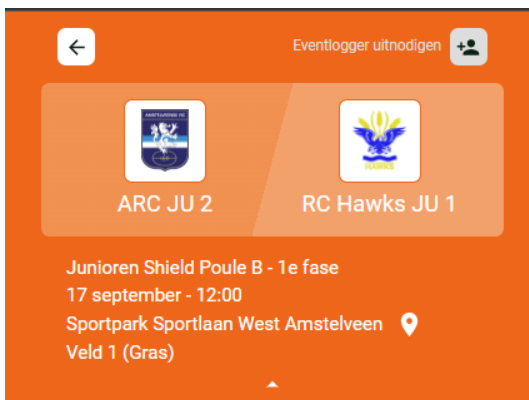 Eventlogger uitnodigen
ARC JU 2
RC Hawks JU 1
HAWKS
Junioren Shield Poule B - 1e fase
17 september - 12:00
Sportpark Sportlaan West Amstelveen
Veld 1 (Gras)